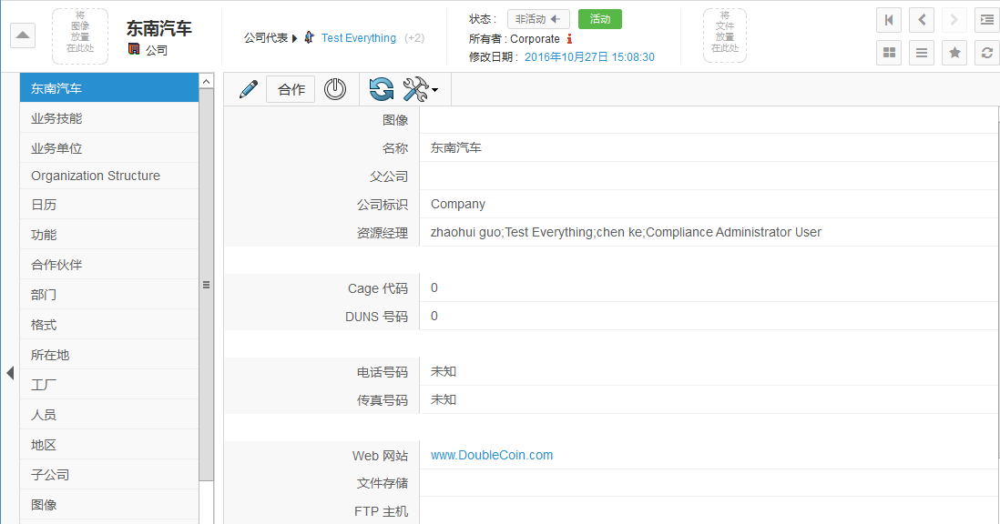 将
图像
放置
在此处
东南汽车
公司
公司代表 Test Everything (+2)
状态 : 非活动 活动
所有者 : Corporate
修改日期 : 2016年10月27日 15:08:30
将
文件
放置
在此处
东南汽车
业务技能
业务单位
Organization Structure
日历
功能
合作伙伴
部门
格式
所在地
工厂
人员
地区
子公司
图像
合作
图像
名称 东南汽车
父公司
公司标识 Company
资源经理 zhaohui guo;Test Everything;chen ke;Compliance Administrator User
Cage 代码 0
DUNS 号码 0
电话号码 未知
传真号码 未知
Web 网站 www.DoubleCoin.com
文件存储
FTP 主机